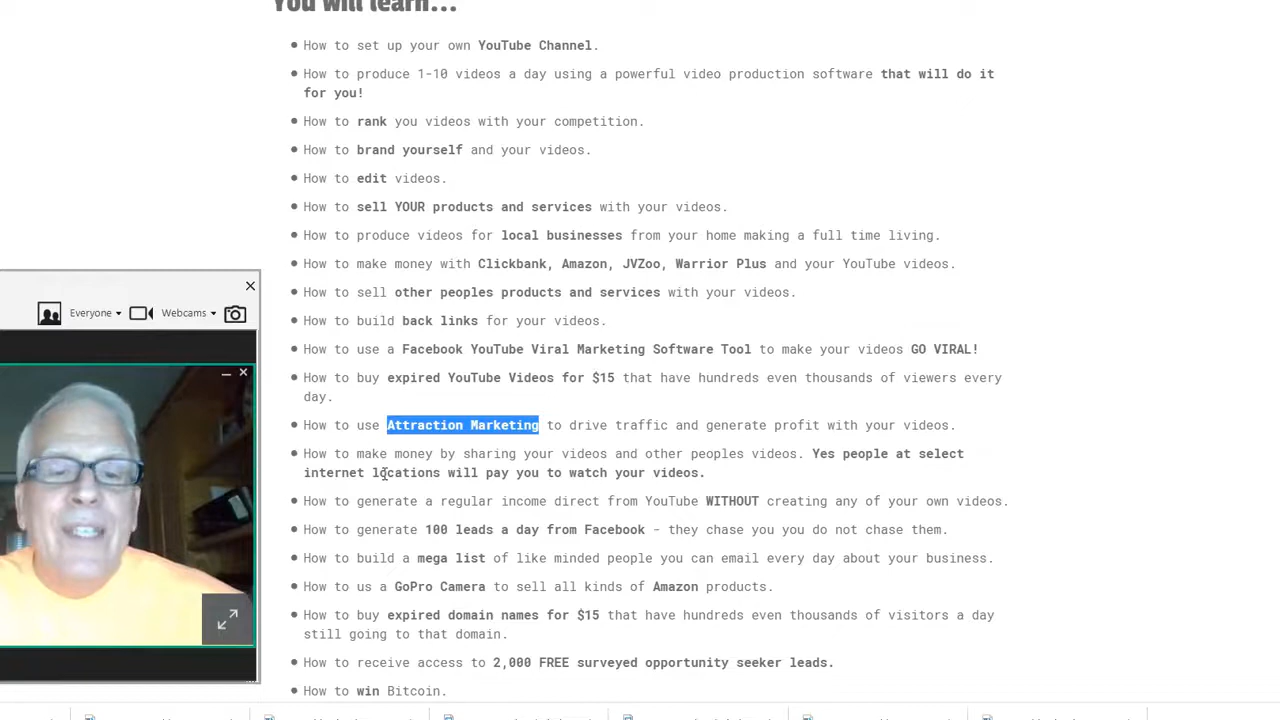 You will learn...
How to set up your own YouTube Channel.
How to produce 1-10 videos a day using a powerful video production software that will do it
for you!
How to rank you videos with your competition.
How to brand yourself and your videos.
How to edit videos.
How to sell YOUR products and services with your videos.
How to produce videos for local businesses from your home making a full time living.
How to make money with Clickbank, Amazon, JVZoo, Warrior Plus and your YouTube videos.
How to sell other peoples products and services with your videos.
Everyone
Webcams
How to build back links for your videos.
How to use a Facebook YouTube Viral Marketing Software Tool to make your videos GO VIRAL!
How to buy expired YouTube Videos for $15 that have hundreds even thousands of viewers every
day.
How to use Attraction Marketing to drive traffic and generate profit with your videos.
How to make money by sharing your videos and other peoples videos. Yes people at select
internet locations will pay you to watch your videos.
How to generate a regular income direct from YouTube WITHOUT creating any of your own videos.
How to generate 100 leads a day from Facebook - they chase you you do not chase them.
How to build a mega list of like minded people you can email every day about your business.
How to us a GoPro Camera to sell all kinds of Amazon products.
How to buy expired domain names for $15 that have hundreds even thousands of visitors a day
still going to that domain.
How to receive access to 2,000 FREE surveyed opportunity seeker leads.
How to win Bitcoin.